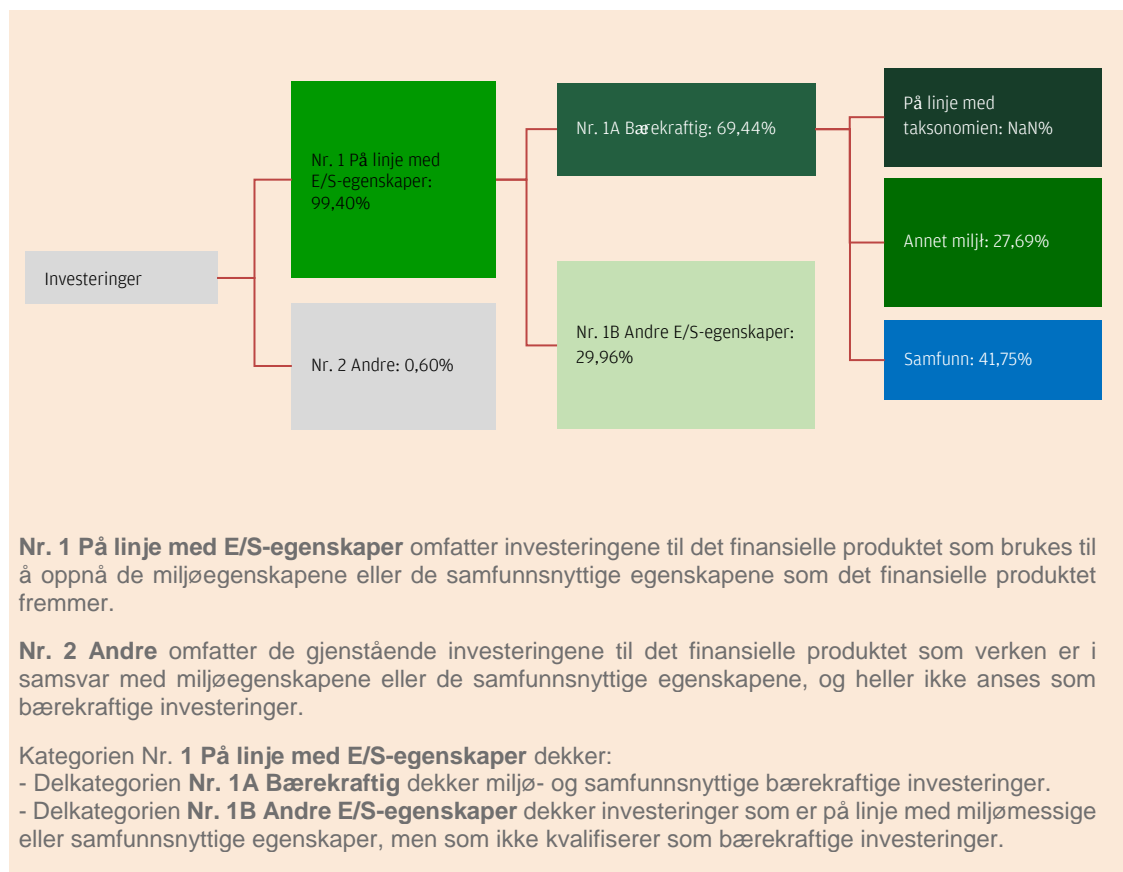 Investeringer
Nr. 1 På linje med
E/S-egenskaper:
99,40%
Nr. 2 Andre: 0,60%
Nr. 1A Bærekraftig: 69,44%
Nr. 1B Andre E/S-egenskaper:
29,96%
På linje med
taksonomien: NaN%
Annet miljł: 27,69%
Samfunn: 41,75%
Nr. 1 På linje med E/S-egenskaper omfatter investeringene til det finansielle produktet som brukes til
å oppnå de miljøegenskapene eller de samfunnsnyttige egenskapene som det finansielle produktet
fremmer.
Nr. 2 Andre omfatter de gjenstående investeringene til det finansielle produktet som verken er i
samsvar med miljøegenskapene eller de samfunnsnyttige egenskapene, og heller ikke anses som
bærekraftige investeringer.
Kategorien Nr. 1 På linje med E/S-egenskaper dekker:
- Delkategorien Nr. 1A Bærekraftig dekker miljø- og samfunnsnyttige bærekraftige investeringer.
- Delkategorien Nr. 1B Andre E/S-egenskaper dekker investeringer som er på linje med miljømessige
eller samfunnsnyttige egenskaper, men som ikke kvalifiserer som bærekraftige investeringer.